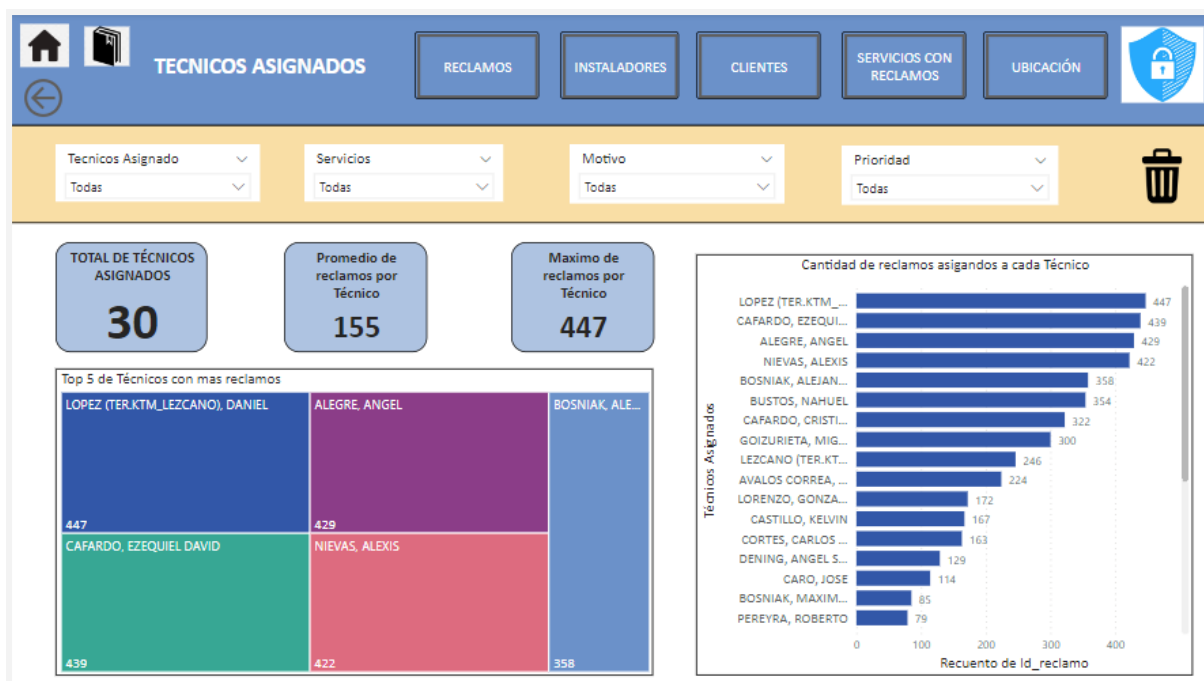 TECNICOS ASIGNADOS
RECLAMOS
INSTALADORES
CLIENTES
SERVICIOS CON
RECLAMOS
UBICACIÓN
Tecnicos Asignado
Todas
Servicios
Todas
Motivo
Todas
Prioridad
Todas
TOTAL DE TÉCNICOS
ASIGNADOS
30
Promedio de
reclamos por
Técnico
155
Maximo de
reclamos por
Técnico
447
Top 5 de Técnicos con mas reclamos
LOPEZ (TER.KTM_LEZCANO), DANIEL
447
CAFARDO, EZEQUIEL DAVID
439
ALEGRE, ANGEL
429
NIEVAS, ALEXIS
422
BOSNIAK, ALE...
358
Cantidad de reclamos asigandos a cada Técnico
Técnicos Asignados
LOPEZ (TER.KTM_... 447
CAFARDO, EZEQUI... 439
ALEGRE, ANGEL 429
NIEVAS, ALEXIS 422
BOSNIAK, ALEJAN... 358
BUSTOS, NAHUEL 354
CAFARDO, CRISTI... 322
GOIZURIETA, MIG... 300
LEZCANO (TER.KT... 246
AVALOS CORREA, ... 224
LORENZO, GONZA... 172
CASTILLO, KELVIN 167
CORTES, CARLOS ... 163
DENING, ANGEL S... 129
CARO, JOSE 114
BOSNIAK, MAXIM... 85
PEREYRA, ROBERTO 79
0 100 200 300 400
Recuento de Id_reclamo